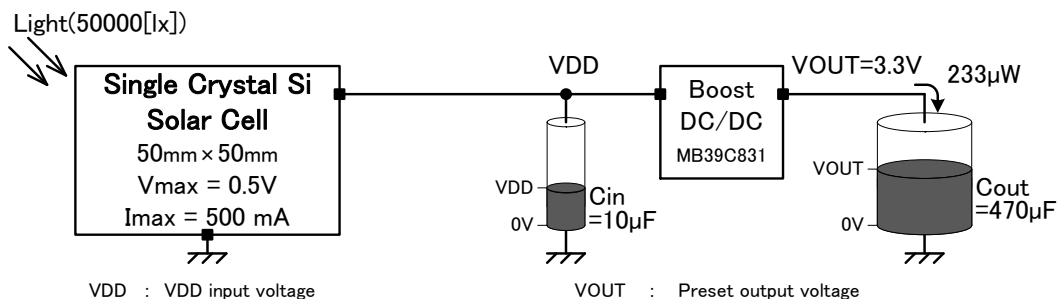 Light(50000[lx])
Single Crystal Si
Solar Cell
50mm×50mm
Vmax = 0.5V
Imax = 500 mA
VDD
VDD
0V
Cin
=10μF
Boost
DC/DC
MB39C831
VOUT=3.3V
233μW
VOUT
0V
Cout
=470μF
VDD : VDD input voltage
VOUT : Preset output voltage